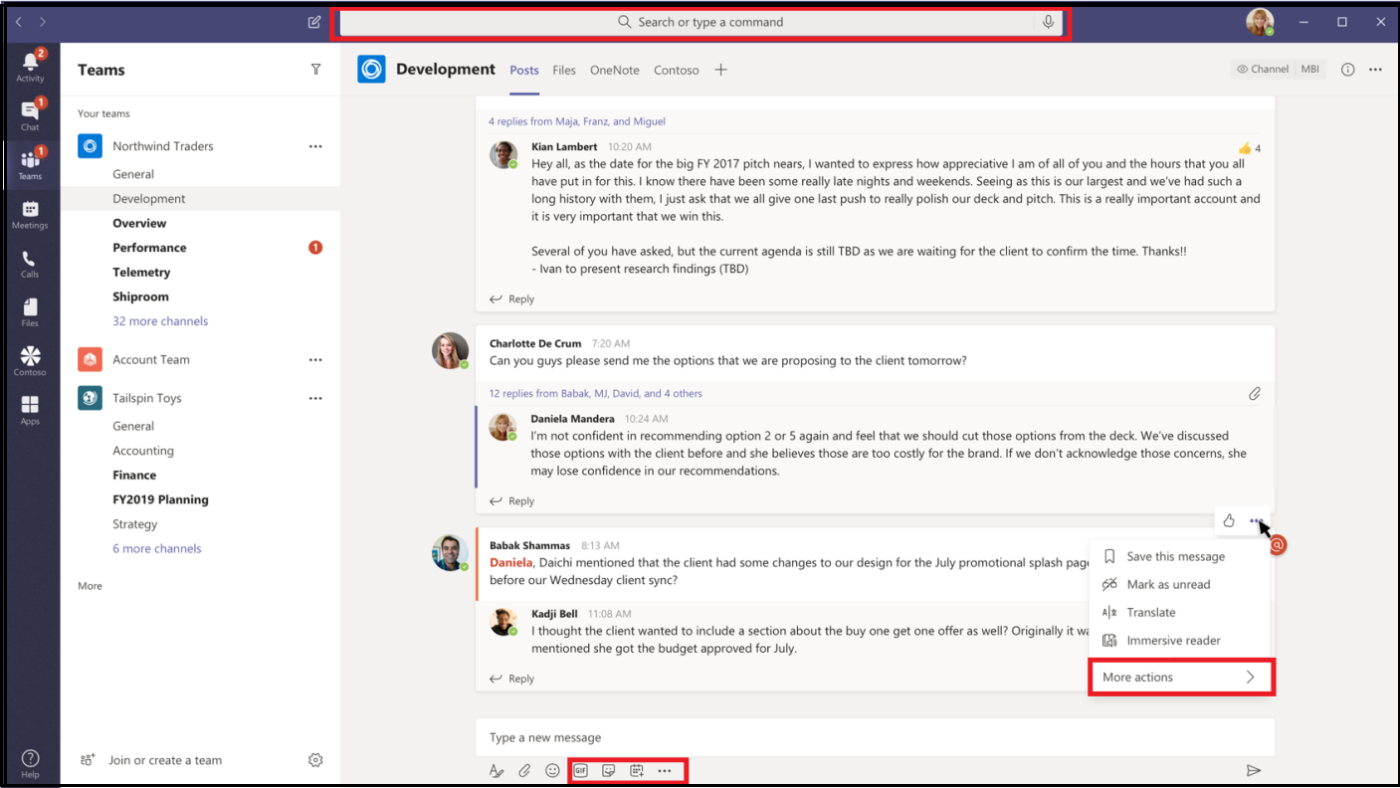 Search or type a command
2
Activity
1
Chat
1
Teams
Meetings
Calls
Files
Contoso
Apps
Help
Teams
Your teams
Northwind Traders
General
Development
Overview
Performance 1
Telemetry
Shiproom
32 more channels
Account Team
Tailspin Toys
General
Accounting
Finance
FY2019 Planning
Strategy
6 more channels
More
Join or create a team
Development Posts Files OneNote Contoso
Channel MBI
4 replies from Maja, Franz, and Miguel
Kian Lambert 10:20 AM
4
Hey all, as the date for the big FY 2017 pitch nears, I wanted to express how appreciative I am of all of you and the hours that you all
have put in for this. I know there have been some really late nights and weekends. Seeing as this is our largest and we've had such a
long history with them, I just ask that we all give one last push to really polish our deck and pitch. This is a really important account and
it is very important that we win this.
Several of you have asked, but the current agenda is still TBD as we are waiting for the client to confirm the time. Thanks!!
- Ivan to present research findings (TBD)
Reply
Charlotte De Crum 7:20 AM
Can you guys please send me the options that we are proposing to the client tomorrow?
12 replies from Babak, MJ, David, and 4 others
Daniela Mandera 10:24 AM
I'm not confident in recommending option 2 or 5 again and feel that we should cut those options from the deck. We've discussed
those options with the client before and she believes those are too costly for the brand. If we don't acknowledge those concerns, she
may lose confidence in our recommendations.
Reply
Babak Shammas 8:13 AM
Daniela, Daichi mentioned that the client had some changes to our design for the July promotional splash pag
before our Wednesday client sync?
Kadji Bell 11:08 AM
I thought the client wanted to include a section about the buy one get one offer as well? Originally it wa
mentioned she got the budget approved for July.
Reply
@
Save this message
Mark as unread
Translate
Immersive reader
More actions
Type a new message
GIF